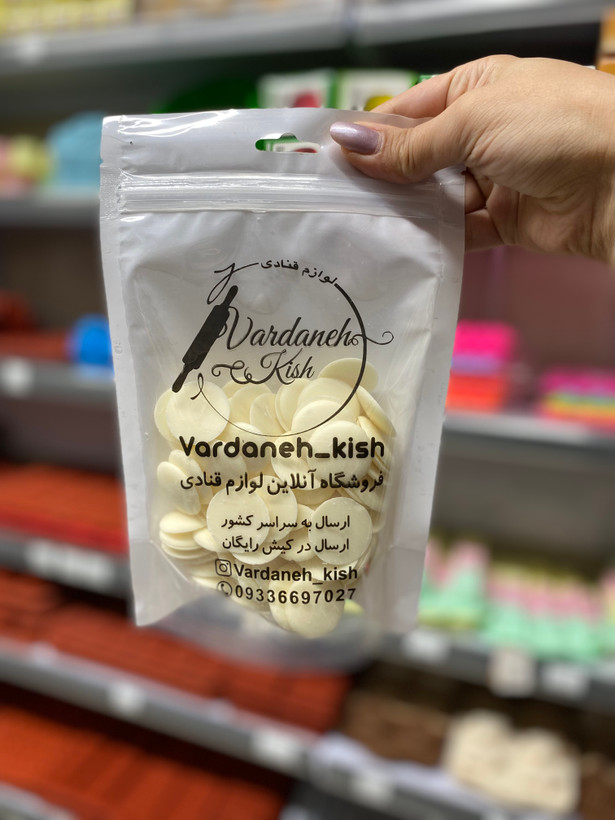 لوازم قنادی
Vardaneh
Kish
Vardaneh_kish
فروشگاه آنلاین لوازم قنادی
ارسال به سراسر کشور
ارسال در کیش رایگان
Vardaneh_kish
09336697027